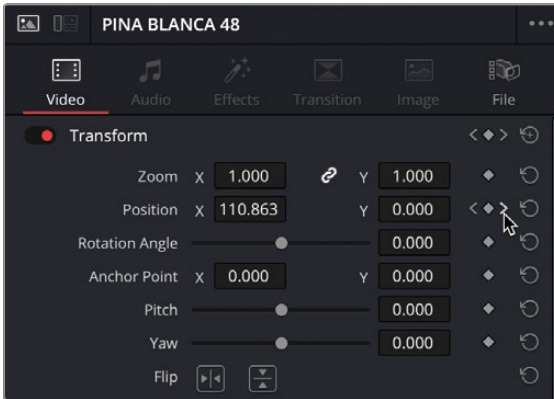 PINA BLANCA 48
Video Audio Effects Transition Image File
Transform
Zoom X 1.000 Y 1.000
Position X 110.863 Y 0.000
Rotation Angle 0.000
Anchor Point X 0.000 Y 0.000
Pitch 0.000
Yaw 0.000
Flip